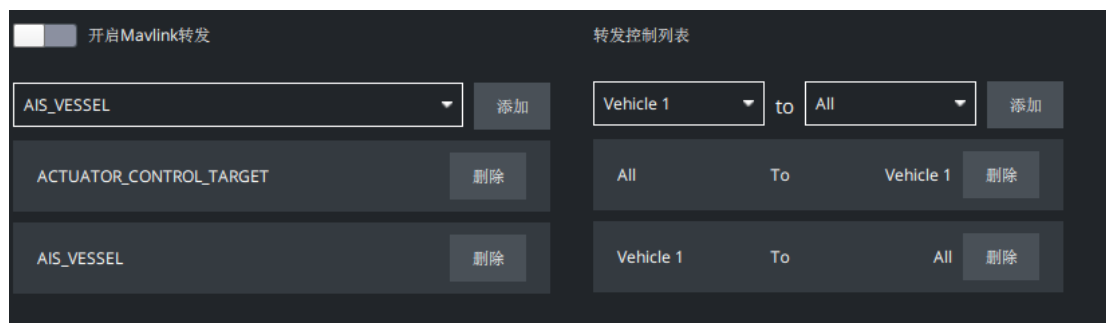 开启Mavlink转发
AIS_VESSEL 添加
ACTUATOR_CONTROL_TARGET 删除
AIS_VESSEL 删除
转发控制列表
Vehicle 1 to All 添加
All To Vehicle 1 删除
Vehicle 1 To All 删除